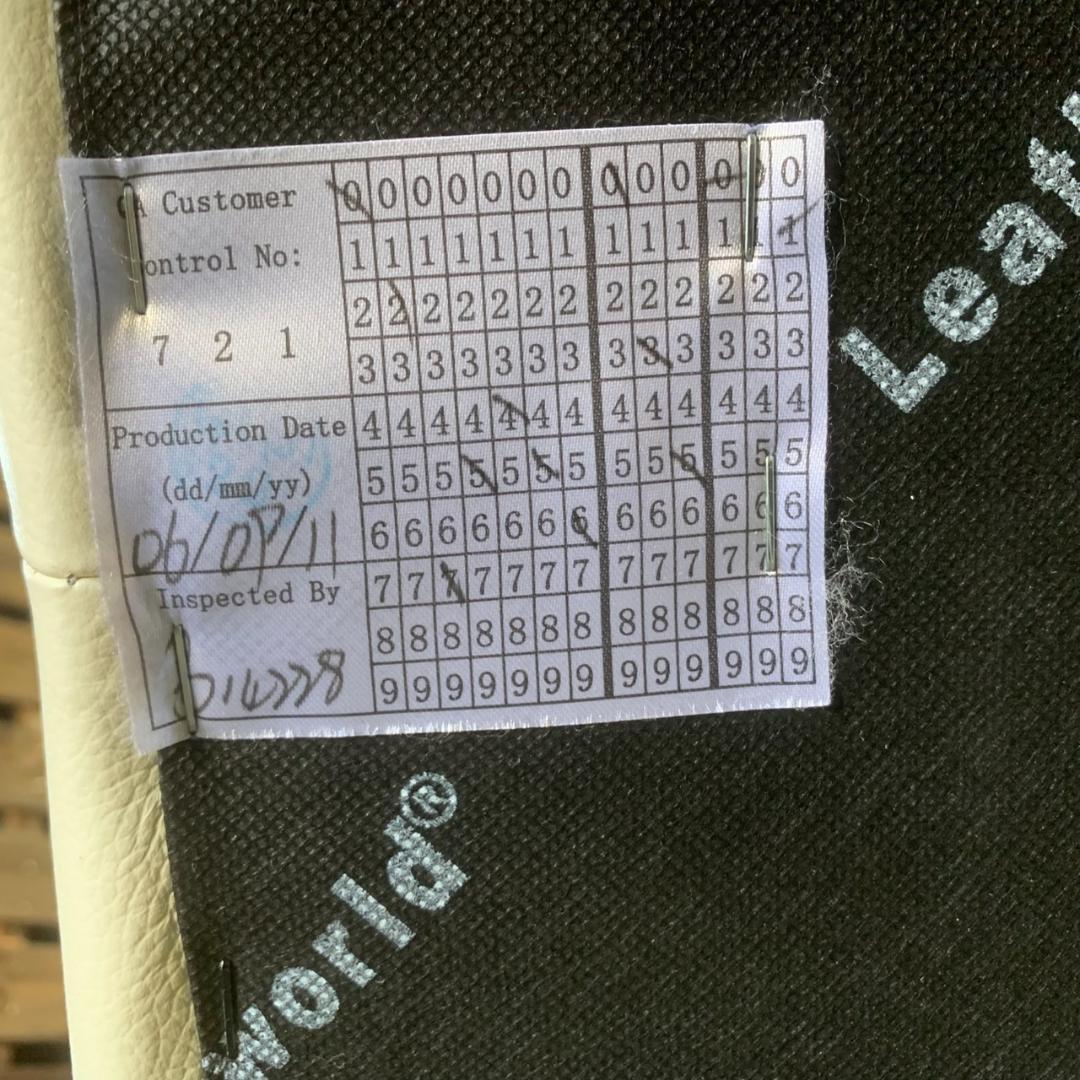 QA Customer
Control No:
7 2 1
Production Date
(dd/mm/yy)
Inspected By
0 0 0 0 0 0 0 0 0 0 0 0 0
1 1 1 1 1 1 1 1 1 1 1 1 1
2 2 2 2 2 2 2 2 2 2 2 2 2
3 3 3 3 3 3 3 3 3 3 3 3 3
4 4 4 4 4 4 4 4 4 4 4 4 4
5 5 5 5 5 5 5 5 5 5 5 5 5
6 6 6 6 6 6 6 6 6 6 6 6 6
7 7 7 7 7 7 7 7 7 7 7 7 7
8 8 8 8 8 8 8 8 8 8 8 8 8
9 9 9 9 9 9 9 9 9 9 9 9 9
Leat
world®